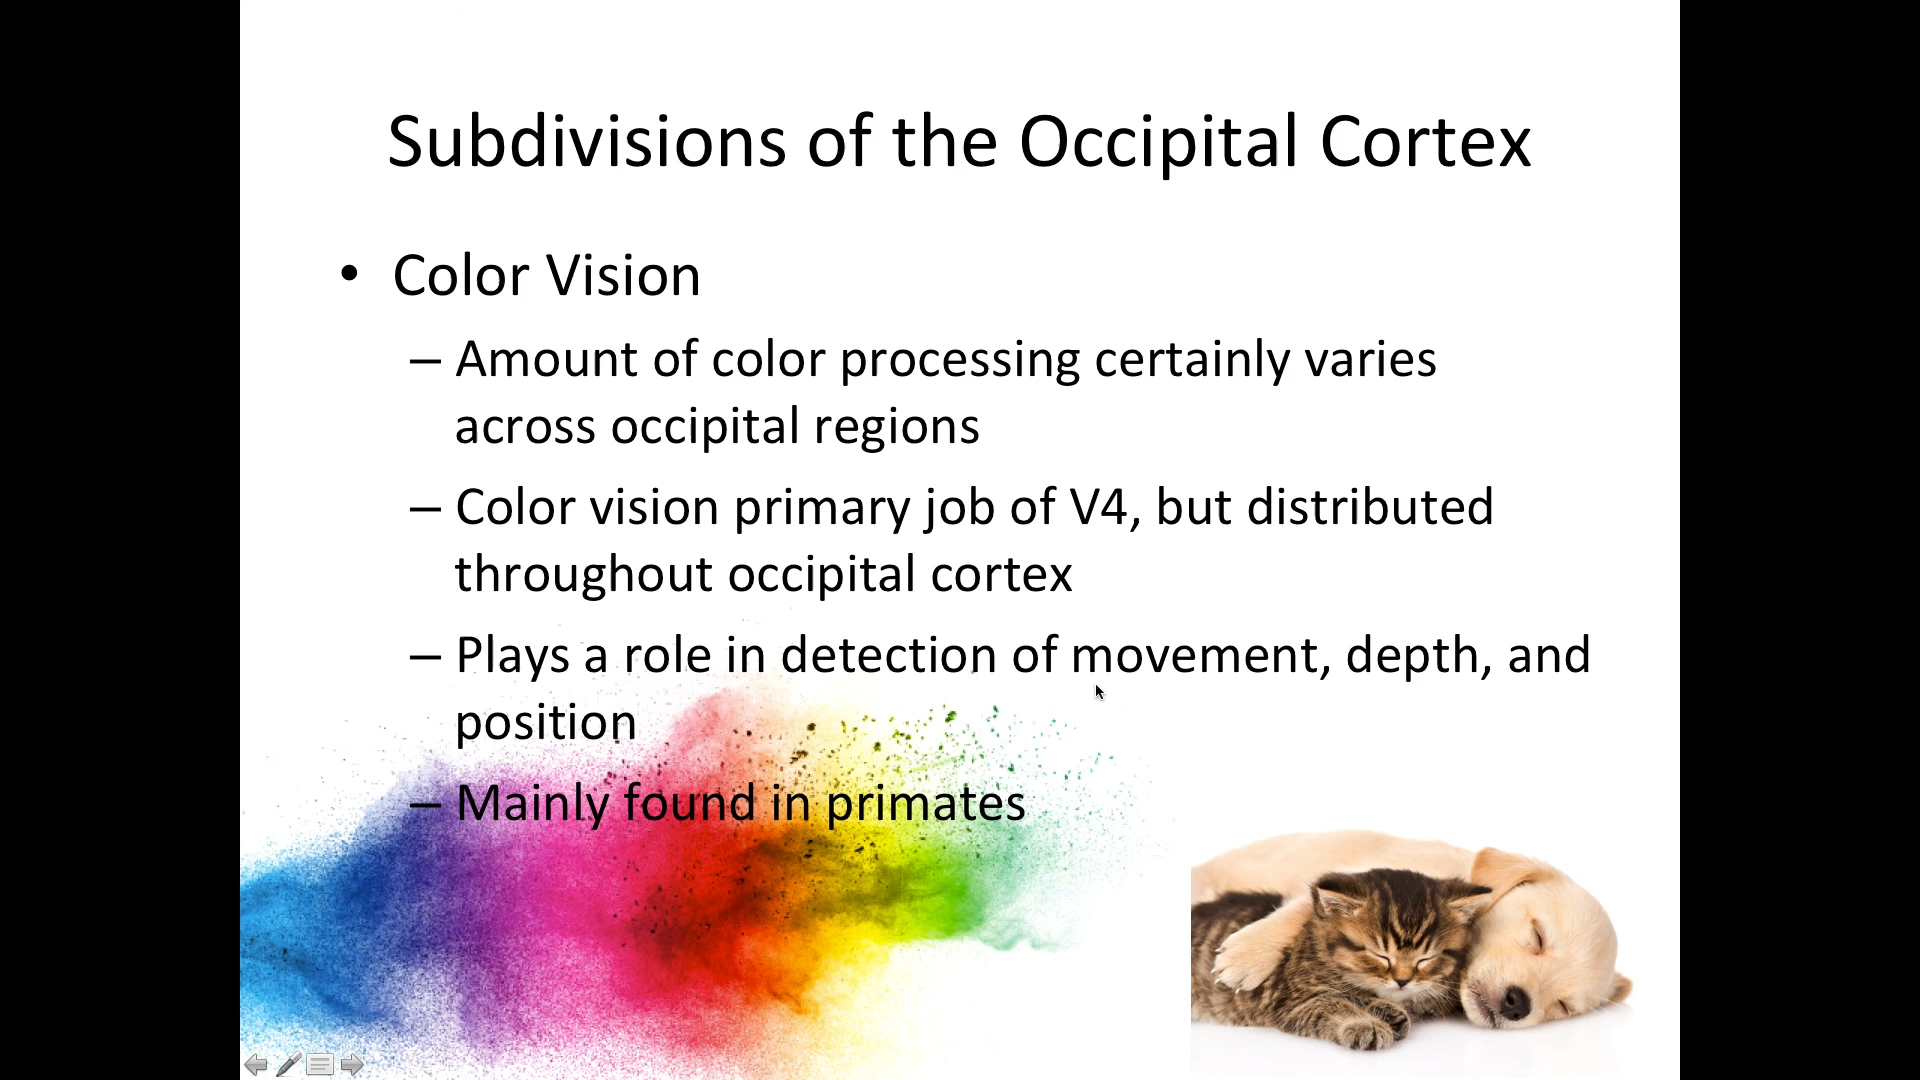 Subdivisions of the Occipital Cortex
• Color Vision
– Amount of color processing certainly varies
across occipital regions
– Color vision primary job of V4, but distributed
throughout occipital cortex
– Plays a role in detection of movement, depth, and
position
– Mainly found in primates